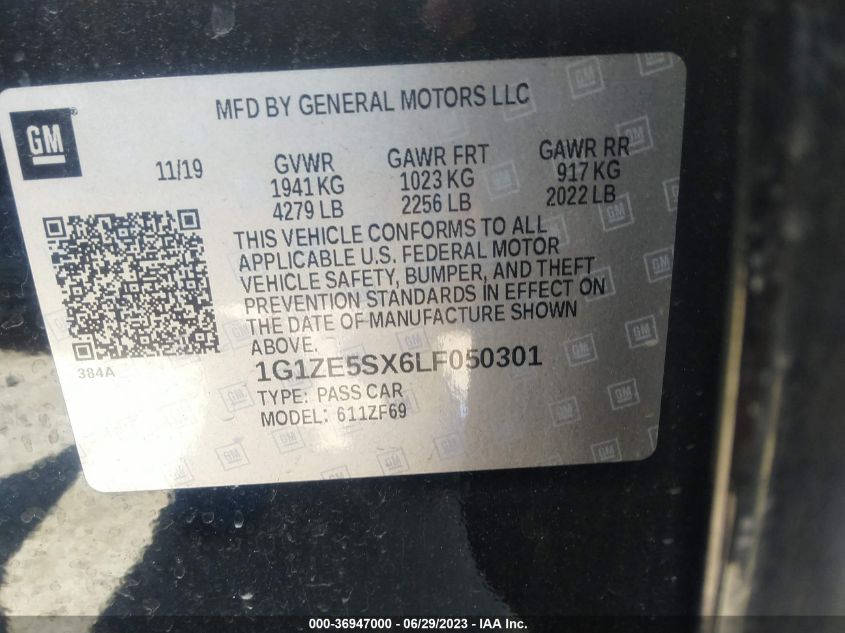 MFD BY GENERAL MOTORS LLC
GM
11/19
GVWR
1941 KG
4279 LB
GAWR FRT
1023 KG
2256 LB
GAWR RR
917 KG
2022 LB
THIS VEHICLE CONFORMS TO ALL
APPLICABLE U.S. FEDERAL MOTOR
VEHICLE SAFETY, BUMPER, AND THEFT
PREVENTION STANDARDS IN EFFECT ON
THE DATE OF MANUFACTURE SHOWN
ABOVE.
384A
1G1ZE5SX6LF050301
TYPE: PASS CAR
MODEL: 611ZF69
000-36947000 - 06/29/2023 - IAA Inc.